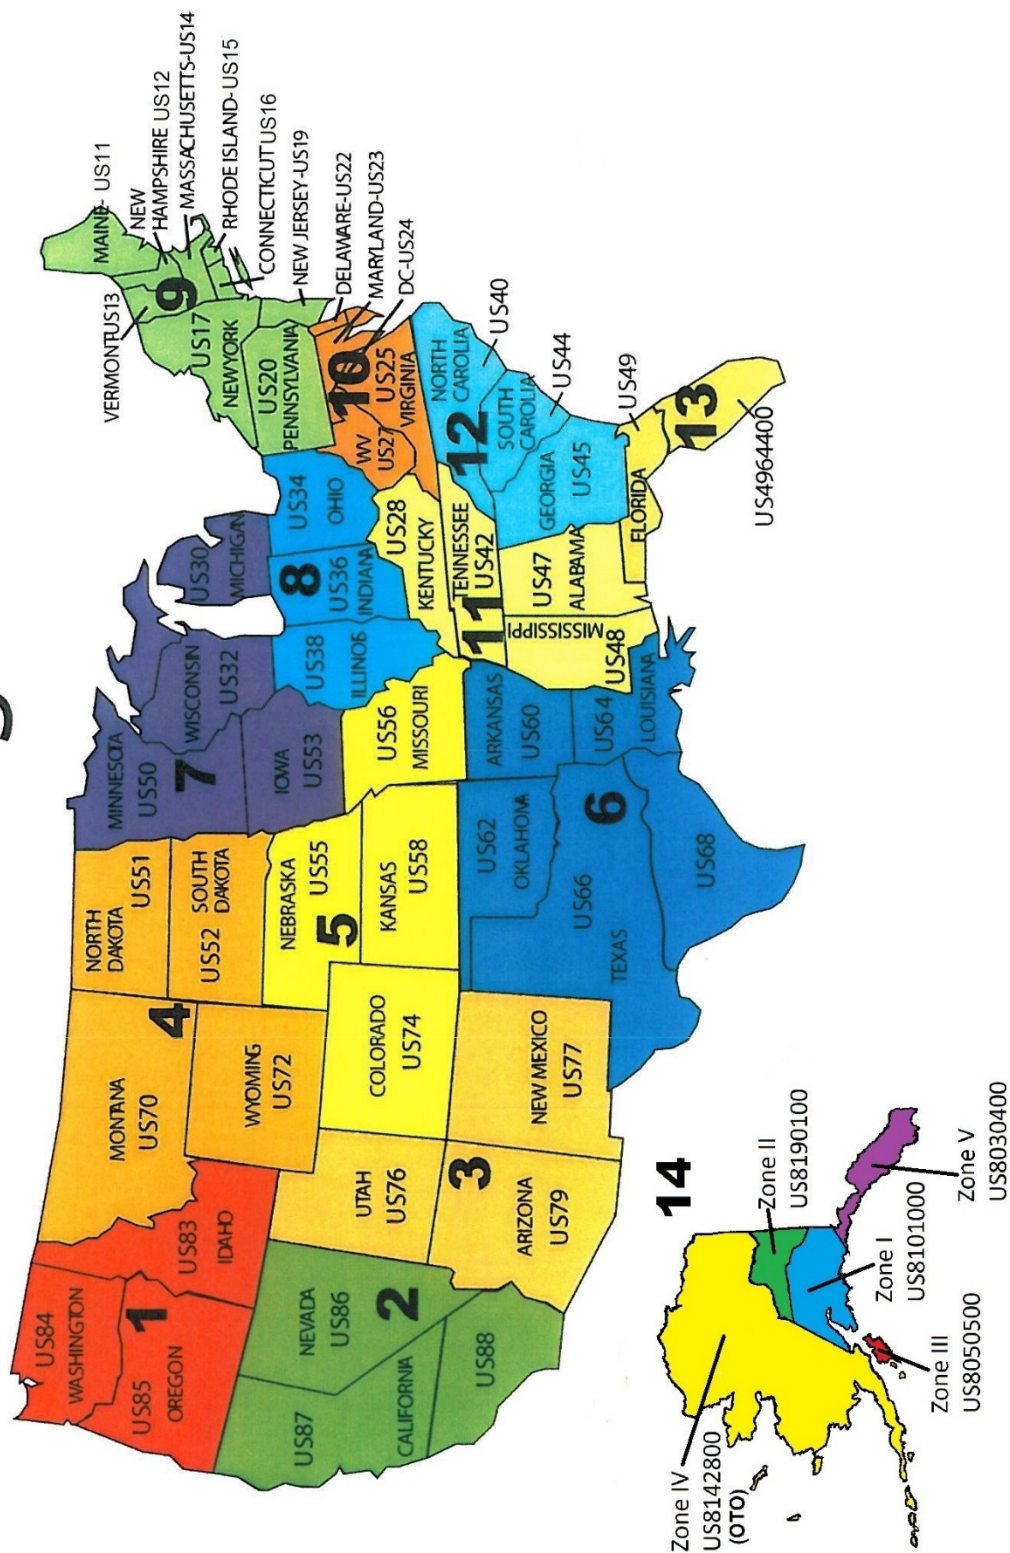 US84
WASHINGTON
1
US85
OREGON
US83
IDAHO
MONTANA
US70
4
WYOMING
US72
NORTH
DAKOTA
US51
SOUTH
DAKOTA
US52
NEVADA
US86
2
US87
CALIFORNIA
US88
UTAH
US76
3
ARIZONA
US79
NEW MEXICO
US77
COLORADO
US74
NEBRASKA
US55
5
KANSAS
US58
US56
MISSOURI
MINNESOTA
US50
7
WISCONSIN
US32
IOWA
US53
US30
MICHIGAN
US38
ILLINOIS
8
US36
INDIANA
US34
OHIO
US62
OKLAHOMA
6
US66
TEXAS
US68
ARKANSAS
US60
US64
LOUISIANA
US28
KENTUCKY
TENNESSEE
US42
11
MISSISSIPPI
US48
US47
ALABAMA
MAINE- US11
NEW
HAMPSHIRE US12
MASSACHUSETTS-US14
RHODE ISLAND-US15
CONNECTICUT US16
NEW JERSEY-US19
VERMONTUS13
9
US17
NEWYORK
US20
PENNSYLVANIA
DELAWARE-US22
MARYLAND-US23
DC-US24
10
US25
VIRGINIA
WV
US27
NORTH
CAROLIA
US40
12
SOUTH
CAROLIA
US44
GEORGIA
US45
FLORIDA
US49
13
US4964400
14
Zone IV
US8142800
(OTO)
Zone II
US8190100
Zone I
US8101000
Zone III
US8050500
Zone V
US8030400